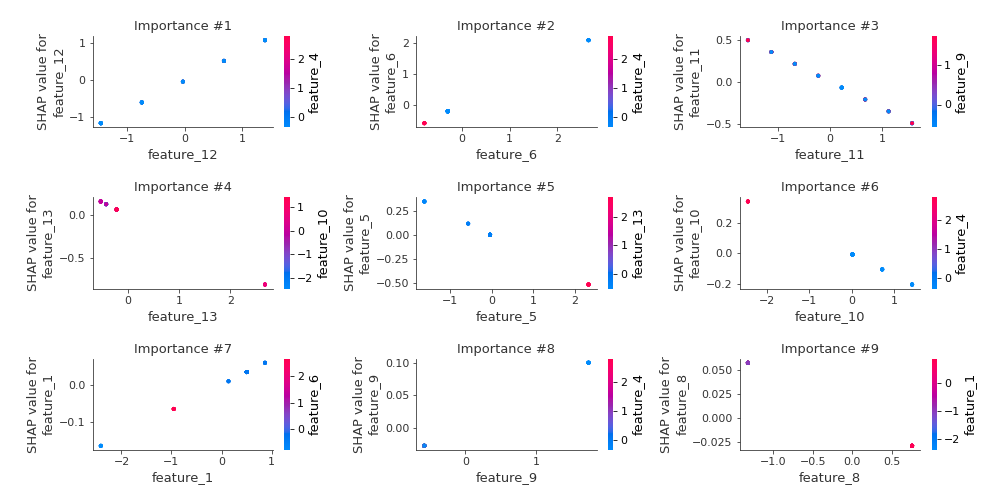 Importance #1
Importance #2
Importance #3
SHAP value for
feature_12
1
0
−1
−1
0
1
feature_12
2
1
0
feature_4
SHAP value for
feature_6
2
1
0
0
1
2
feature_6
2
1
0
feature_4
SHAP value for
feature_11
0.5
0.0
−0.5
−1
0
1
feature_11
1
0
feature_9
Importance #4
Importance #5
Importance #6
SHAP value for
feature_13
0.0
−0.5
0
1
2
feature_13
1
0
−1
−2
feature_10
SHAP value for
feature_5
0.25
0.00
−0.25
−0.50
−1
0
1
2
feature_5
2
1
0
feature_13
SHAP value for
feature_10
0.2
0.0
−0.2
−2
−1
0
1
feature_10
2
1
0
feature_4
Importance #7
Importance #8
Importance #9
SHAP value for
feature_1
0.0
−0.1
−2
−1
0
1
feature_1
2
1
0
feature_6
SHAP value for
feature_9
0.10
0.05
0.00
0
1
feature_9
2
1
0
feature_4
SHAP value for
feature_8
0.050
0.025
0.000
−0.025
−1.0
−0.5
0.0
0.5
feature_8
0
−1
−2
feature_1